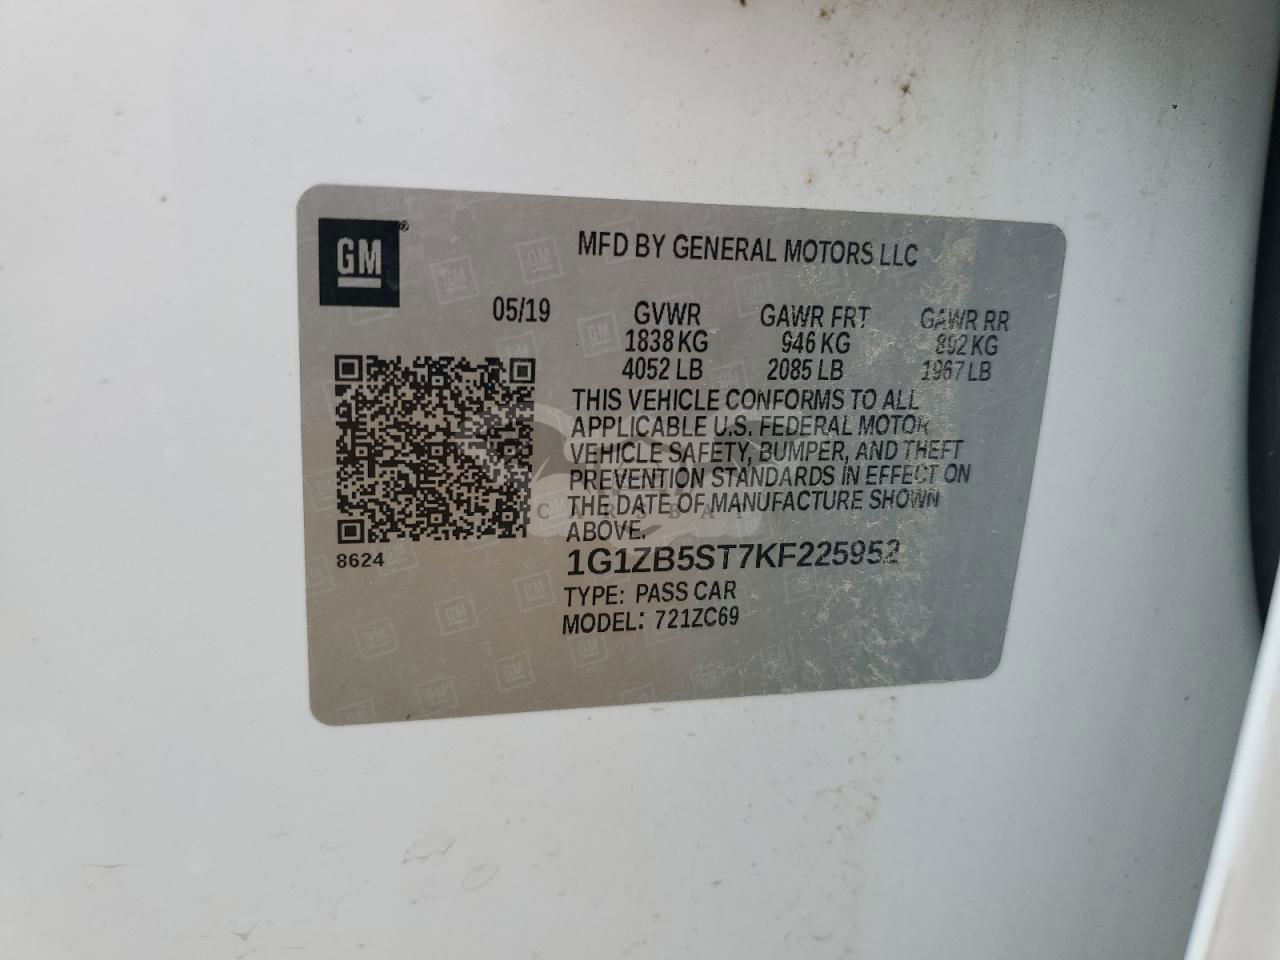 GM
MFD BY GENERAL MOTORS LLC
05/19 GVWR GAWR FRT GAWR RR
1838 KG 946 KG 892 KG
4052 LB 2085 LB 1967 LB
THIS VEHICLE CONFORMS TO ALL
APPLICABLE U.S. FEDERAL MOTOR
VEHICLE SAFETY, BUMPER, AND THEFT
PREVENTION STANDARDS IN EFFECT ON
THE DATE OF MANUFACTURE SHOWN
ABOVE.
8624
1G1ZB5ST7KF225952
TYPE: PASS CAR
MODEL: 721ZC69